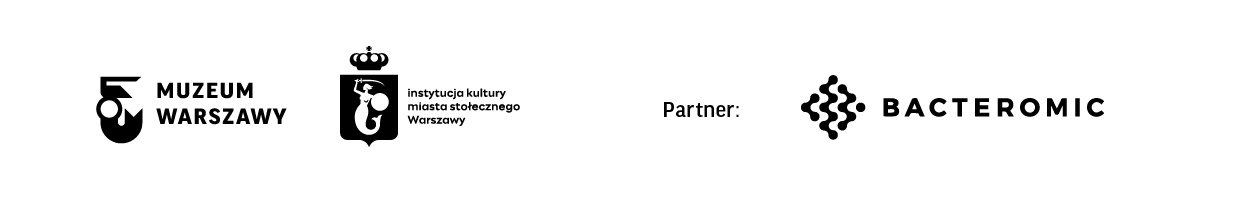 MUZEUM
WARSZAWY
instytucja kultury
miasta stołecznego
Warszawy
Partner:
BACTEROMIC